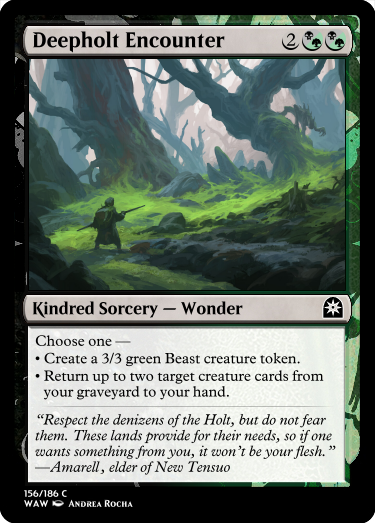 Deepholt Encounter 2
Kindred Sorcery — Wonder
Choose one —
• Create a 3/3 green Beast creature token.
• Return up to two target creature cards from
your graveyard to your hand.
“Respect the denizens of the Holt, but do not fear
them. These lands provide for their needs, so if one
wants something from you, it won’t be your flesh.”
—Amarell, elder of New Tensuo
156/186 C
WAW Andrea Rocha